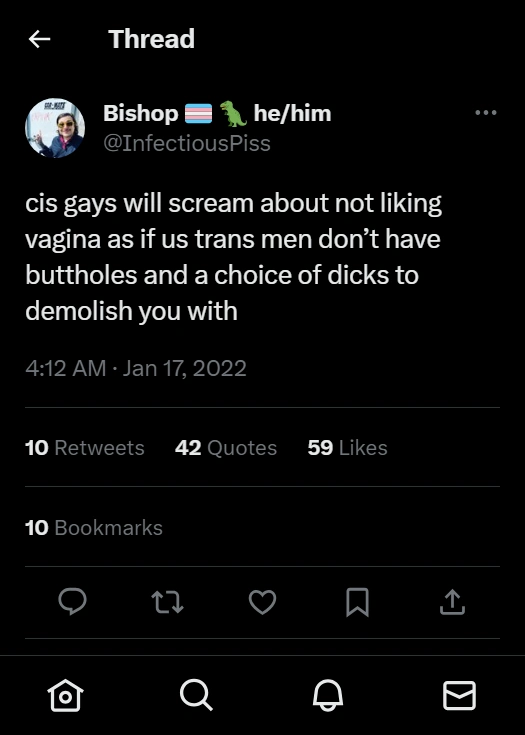 Thread
Bishop 🏳️‍⚧️ 🦖 he/him
@InfectiousPiss
cis gays will scream about not liking
vagina as if us trans men don’t have
buttholes and a choice of dicks to
demolish you with
4:12 AM · Jan 17, 2022
10 Retweets 42 Quotes 59 Likes
10 Bookmarks